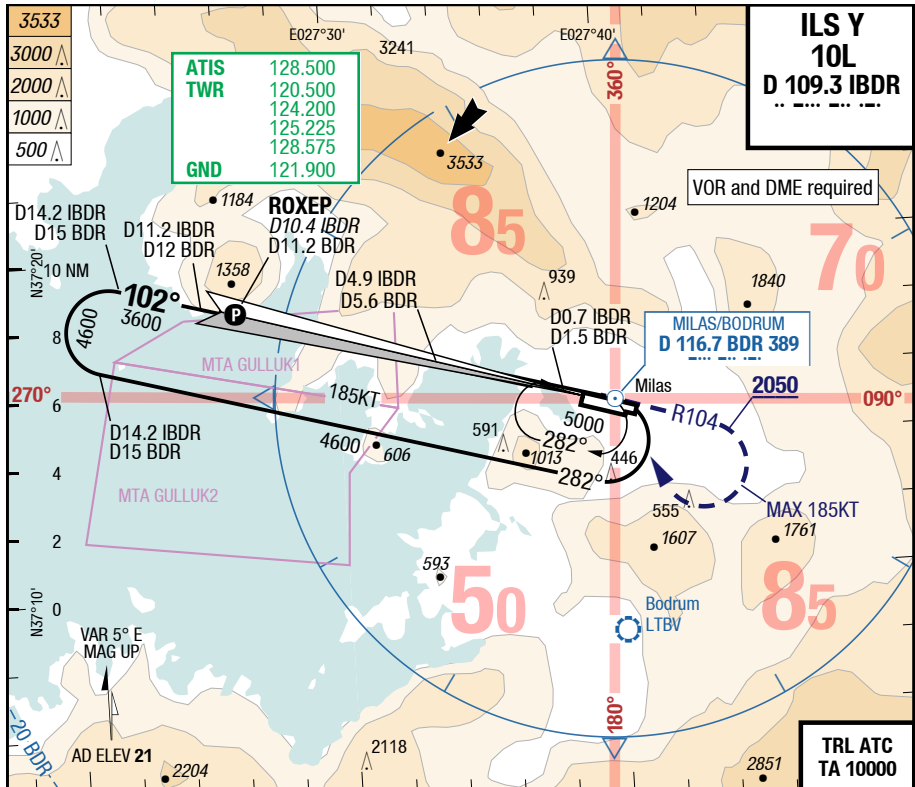 3533
3000
2000
1000
500
E027°30'
E027°40'
3241
ATIS 128.500
TWR 120.500
124.200
125.225
128.575
GND 121.900
ILS Y
10L
D 109.3 IBDR
·· −··· −·· ·−·
360°
3533
VOR and DME required
85
70
1184
1204
ROXEP
D10.4 IBDR
D11.2 BDR
D14.2 IBDR
D15 BDR
D11.2 IBDR
D12 BDR
N37°20'
10 NM
1358
D4.9 IBDR
D5.6 BDR
939
1840
102°
3600
P
D0.7 IBDR
D1.5 BDR
MILAS/BODRUM
D 116.7 BDR 389
−··· −·· ·−·
4600
8
MTA GULLUK1
Milas
2050
270°
090°
185KT
6
R104
5000
D14.2 IBDR
D15 BDR
4600
606
591
282°
1013
446
282°
4
MTA GULLUK2
555
MAX 185KT
1761
1607
2
593
50
85
Bodrum
LTBV
N37°10'
0
VAR 5° E
MAG UP
180°
20 BDR
AD ELEV 21
2118
2204
2851
TRL ATC
TA 10000